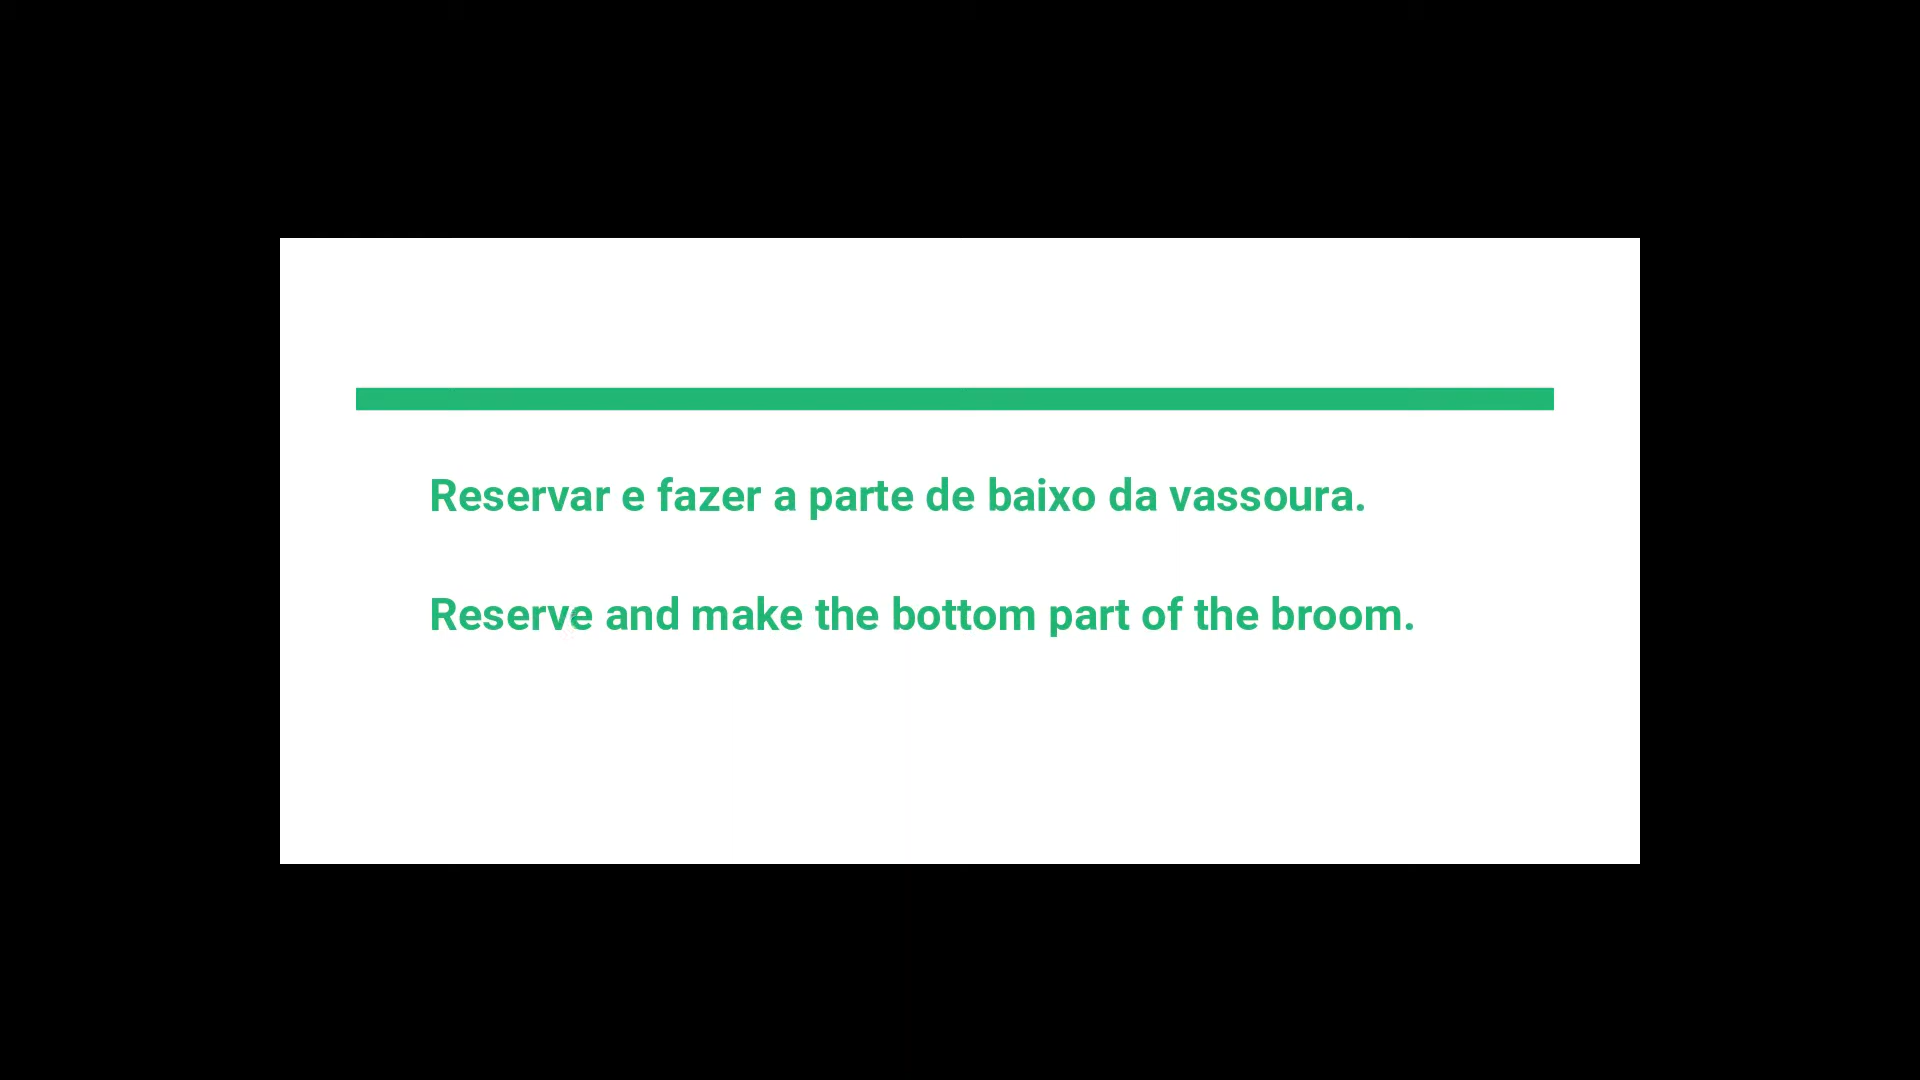 Reservar e fazer a parte de baixo da vassoura.
Reserve and make the bottom part of the broom.